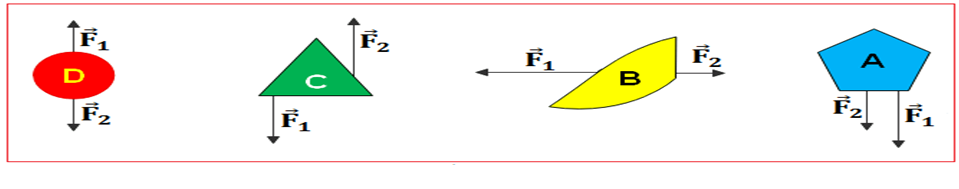 D F⃗₁ F⃗₂
C F⃗₁ F⃗₂
B F⃗₁ F⃗₂
A F⃗₂ F⃗₁